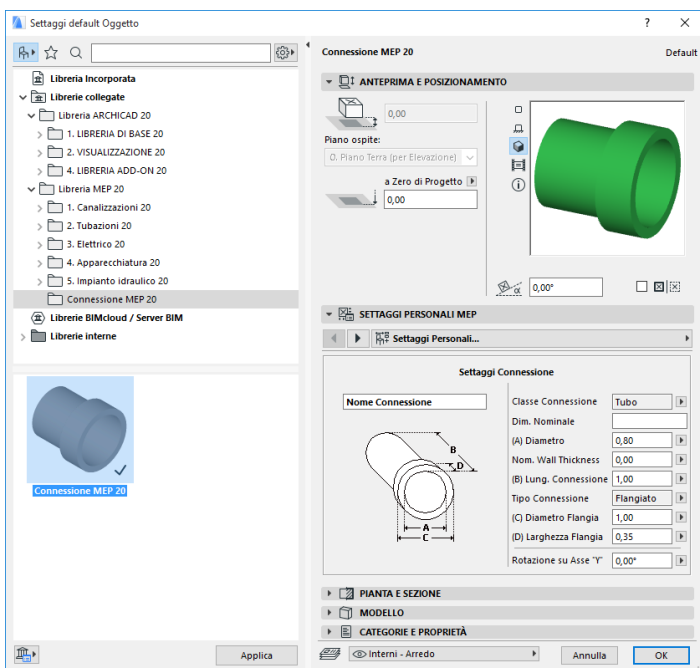 Settaggi default Oggetto
?
Libreria Incorporata
Librerie collegate
Libreria ARCHICAD 20
1. LIBRERIA DI BASE 20
2. VISUALIZZAZIONE 20
4. LIBRERIA ADD-ON 20
Libreria MEP 20
1. Canalizzazioni 20
2. Tubazioni 20
3. Elettrico 20
4. Apparecchiatura 20
5. Impianto idraulico 20
Connessione MEP 20
Librerie BIMcloud / Server BIM
Librerie interne
Connessione MEP 20
Applica
Connessione MEP 20
Default
ANTEPRIMA E POSIZIONAMENTO
0,00
Piano ospite:
0. Piano Terra (per Elevazione)
a Zero di Progetto
0,00
α
0,00°
SETTAGGI PERSONALI MEP
Settaggi Personali...
Settaggi Connessione
Nome Connessione
B
D
A
C
Classe Connessione Tubo
Dim. Nominale
(A) Diametro 0,80
Nom. Wall Thickness 0,00
(B) Lung. Connessione 1,00
Tipo Connessione Flangiato
(C) Diametro Flangia 1,00
(D) Larghezza Flangia 0,35
Rotazione su Asse "Y" 0,00°
PIANTA E SEZIONE
MODELLO
CATEGORIE E PROPRIETÀ
Interni - Arredo
Annulla
OK